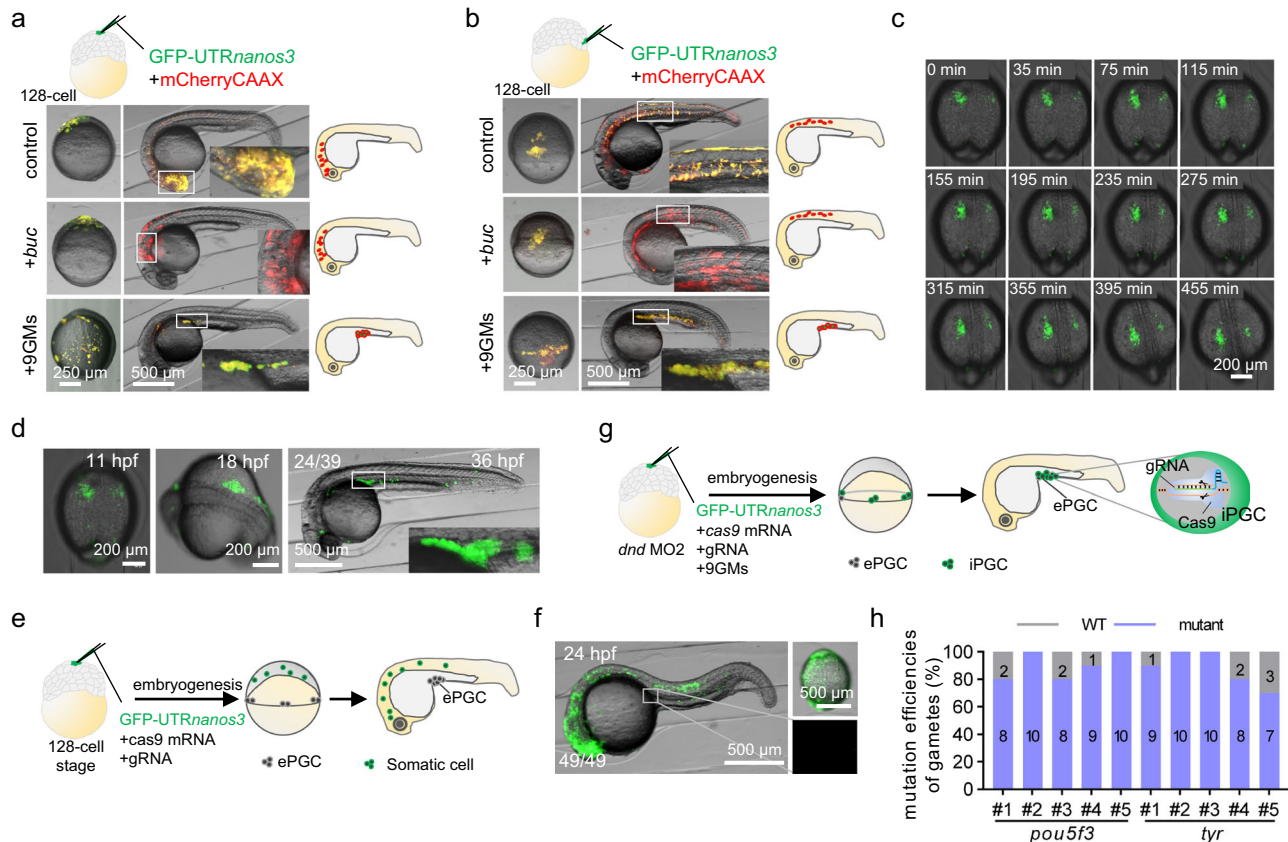 a
GFP-UTRnanos3
+mCherryCAAX
128-cell
control
+buc
+9GMs
250 µm
500 µm
b
GFP-UTRnanos3
+mCherryCAAX
128-cell
control
+buc
+9GMs
250 µm
500 µm
c
0 min
35 min
75 min
115 min
155 min
195 min
235 min
275 min
315 min
355 min
395 min
455 min
200 µm
d
11 hpf
200 µm
18 hpf
200 µm
24/39
36 hpf
500 µm
g
dnd MO2
embryogenesis
GFP-UTRnanos3
+cas9 mRNA
+gRNA
+9GMs
ePGC
gRNA
Cas9
iPGC
ePGC
iPGC
e
128-cell
stage
embryogenesis
GFP-UTRnanos3
+cas9 mRNA
+gRNA
ePGC
ePGC
Somatic cell
f
24 hpf
49/49
500 µm
500 µm
h
WT
mutant
mutation efficiencies
of gametes (%)
100
80
60
40
20
0
2
2
1
1
2
3
8
10
8
9
10
9
10
10
8
7
#1 #2 #3 #4 #5 #1 #2 #3 #4 #5
pou5f3
tyr